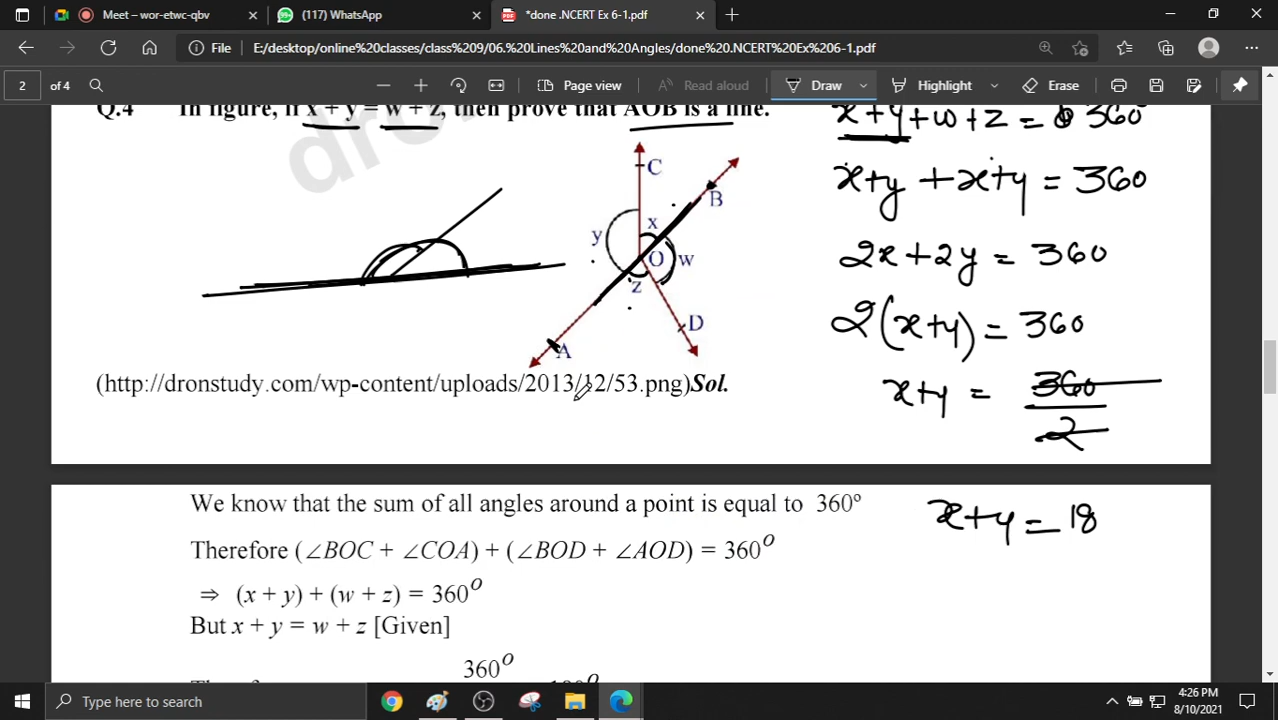 Meet – wor-etwc-qbv
(117) WhatsApp
*done .NCERT Ex 6-1.pdf
File
E:/desktop/online%20classes/class%209/06.%20Lines%20and%20Angles/done%20.NCERT%20Ex%206-1.pdf
2 of 4
Page view
Read aloud
Draw
Highlight
Erase
Q.4 In figure, if x + y = w + z, then prove that AOB is a line.
x+y+w+z = 360°
x+y +x+y = 360
2x+2y = 360
2(x+y) = 360
x+y = 360
2
x+y = 18
C
B
x
y
O
w
z
D
A
(http://dronstudy.com/wp-content/uploads/2013/12/53.png)Sol.
We know that the sum of all angles around a point is equal to 360º
Therefore (∠BOC + ∠COA) + (∠BOD + ∠AOD) = 360⁰
⇒ (x + y) + (w + z) = 360⁰
But x + y = w + z [Given]
360⁰
Type here to search
4:26 PM
8/10/2021